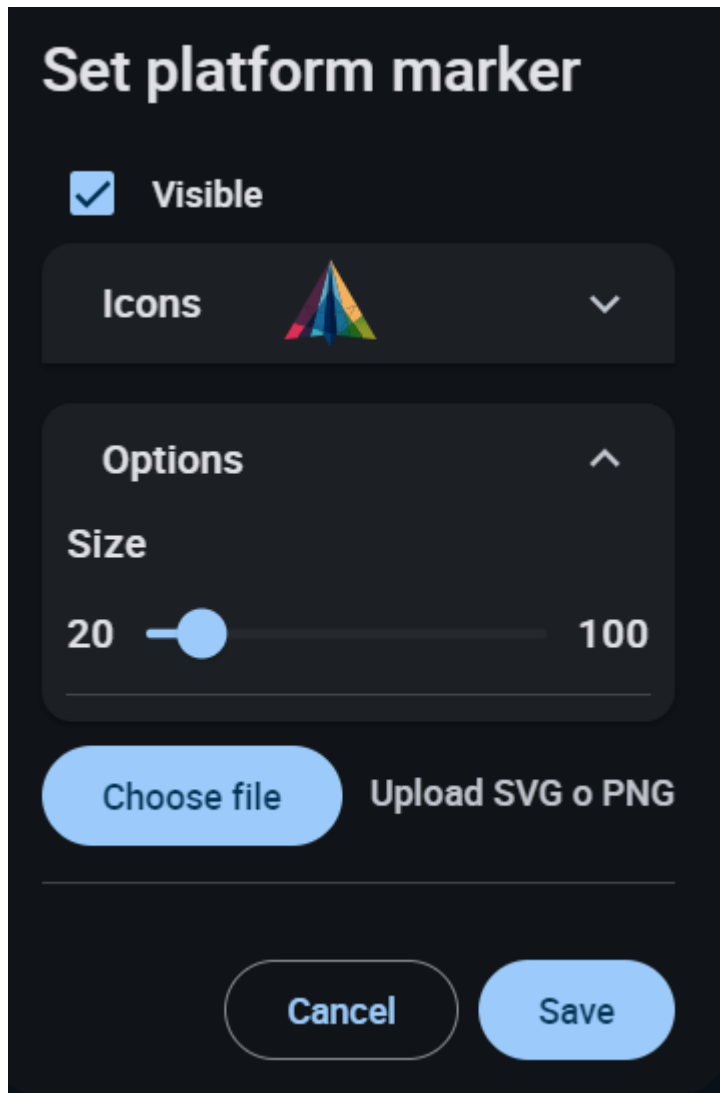 Set platform marker
Visible
Icons
Options
Size
20 100
Choose file Upload SVG o PNG
Cancel Save